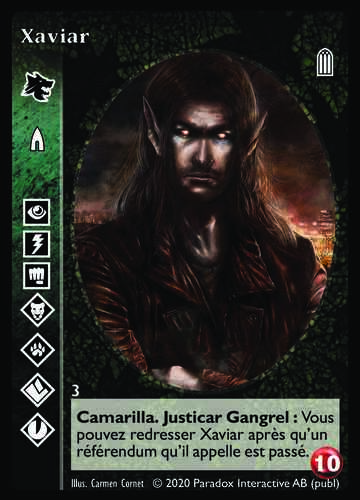 Xaviar
3
Camarilla. Justicar Gangrel : Vous
pouvez redresser Xaviar après qu'un
référendum qu'il appelle est passé.
10
Illus. Carmen Cornet © 2020 Paradox Interactive AB (publ)